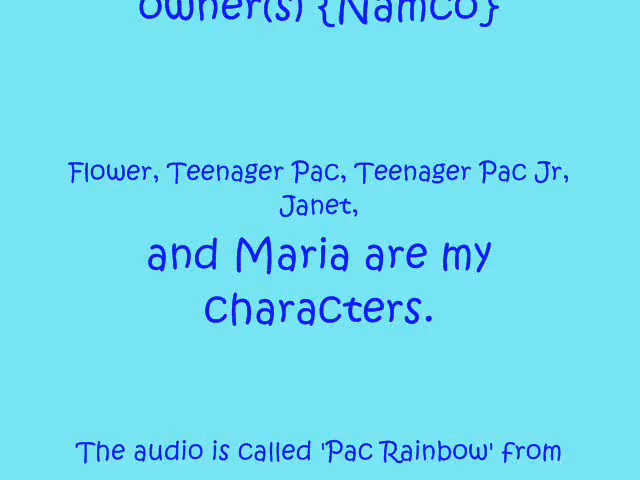 owner(s) {Namco}
Flower, Teenager Pac, Teenager Pac Jr,
Janet,
and Maria are my
characters.
The audio is called 'Pac Rainbow' from